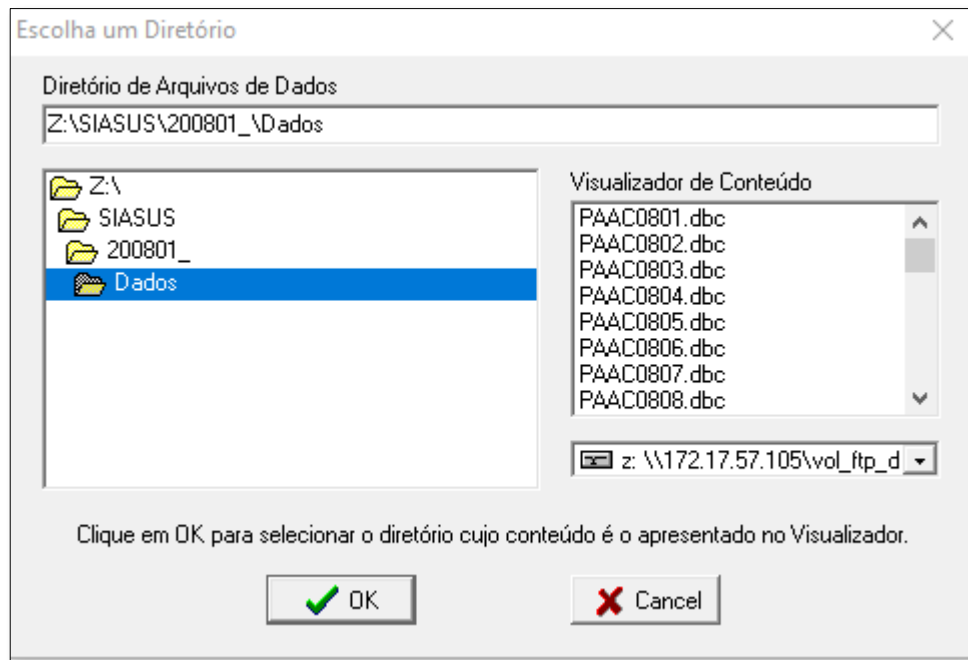 Escolha um Diretório
Diretório de Arquivos de Dados
Z:\SIASUS\200801_\Dados
Z:\
SIASUS
200801_
Dados
Visualizador de Conteúdo
PAAC0801.dbc
PAAC0802.dbc
PAAC0803.dbc
PAAC0804.dbc
PAAC0805.dbc
PAAC0806.dbc
PAAC0807.dbc
PAAC0808.dbc
z: \\172.17.57.105\vol_ftp_d
Clique em OK para selecionar o diretório cujo conteúdo é o apresentado no Visualizador.
OK
Cancel